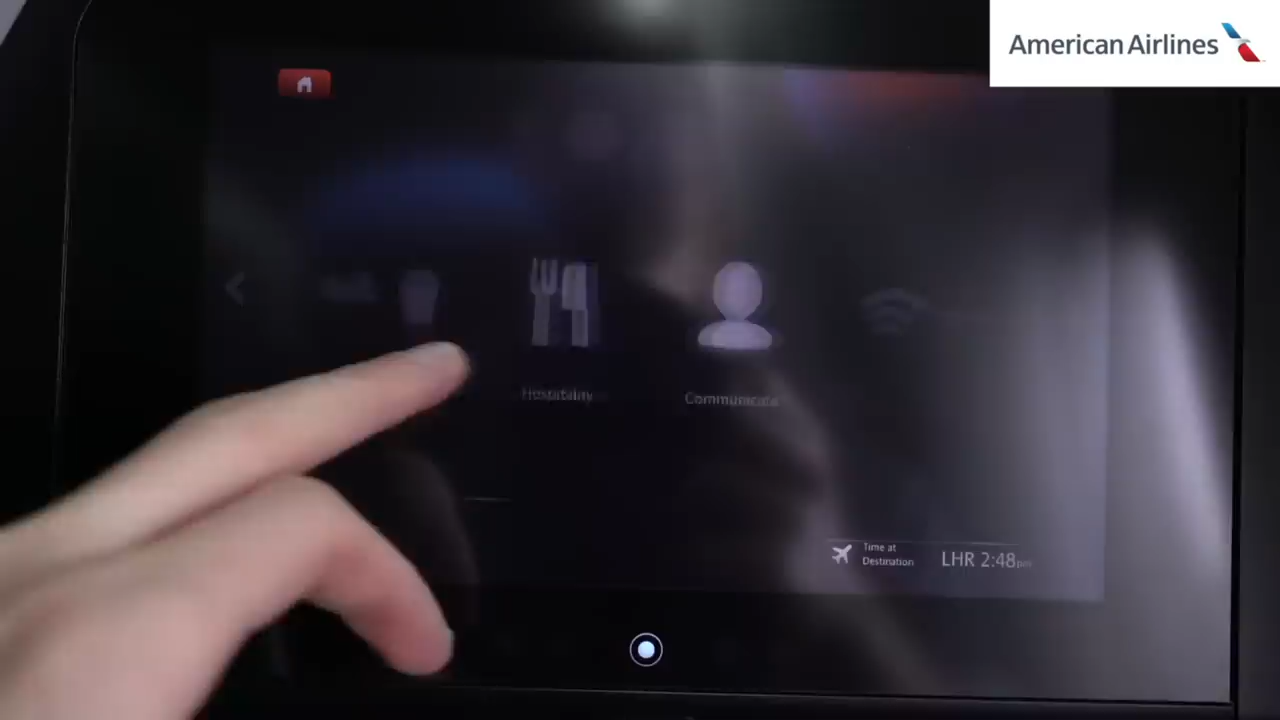 American Airlines
Hospitality
Communicate
Time at
Destination
LHR 2:48pm